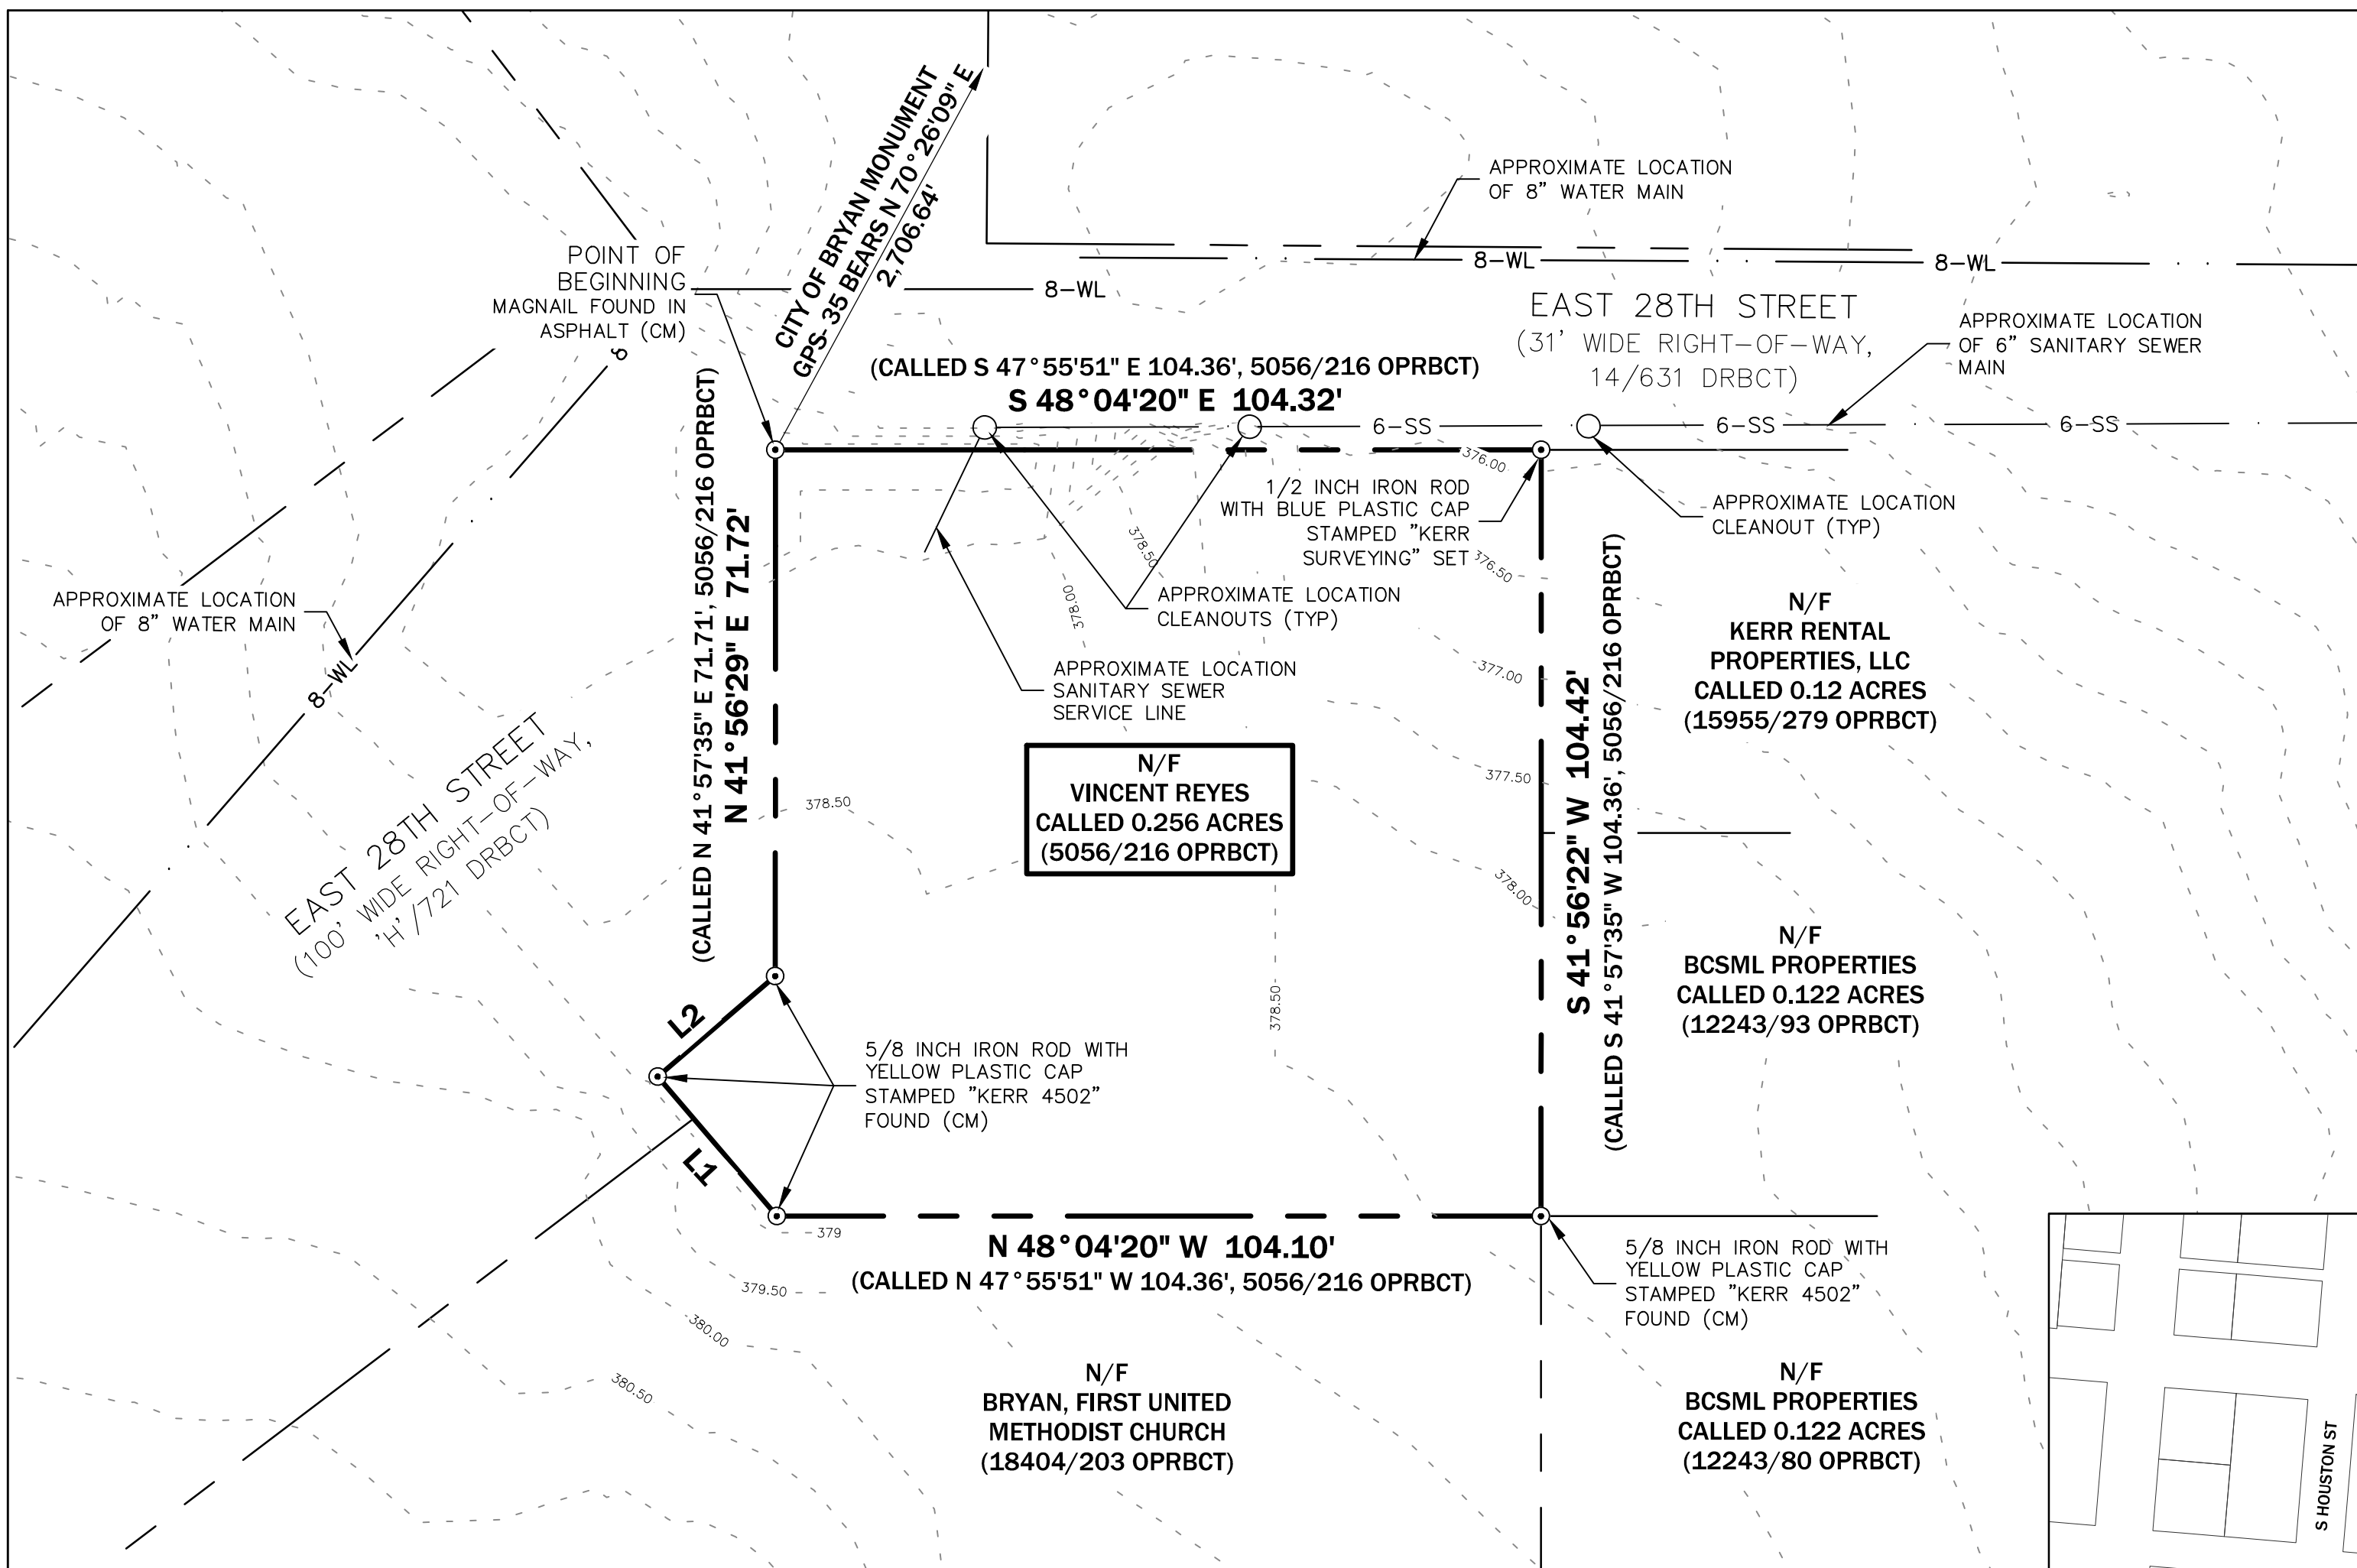 CITY OF BRYAN MONUMENT
GPS- 35 BEARS N 70°26'09" E
2,706.64'
APPROXIMATE LOCATION
OF 8" WATER MAIN
POINT OF
BEGINNING
MAGNAIL FOUND IN
ASPHALT (CM)
8-WL
8-WL
8-WL
EAST 28TH STREET
(31' WIDE RIGHT-OF-WAY,
14/631 DRBCT)
APPROXIMATE LOCATION
OF 6" SANITARY SEWER
MAIN
8
(CALLED S 47°55'51" E 104.36', 5056/216 OPRBCT)
S 48°04'20" E 104.32'
6-SS
6-SS
6-SS
376.00
1/2 INCH IRON ROD
WITH BLUE PLASTIC CAP
STAMPED "KERR
SURVEYING" SET
APPROXIMATE LOCATION
CLEANOUT (TYP)
(CALLED N 41°57'35" E 71.71', 5056/216 OPRBCT)
N 41°56'29" E 71.72'
378.50
378.00
376.50
APPROXIMATE LOCATION
CLEANOUTS (TYP)
APPROXIMATE LOCATION
OF 8" WATER MAIN
8-WL
APPROXIMATE LOCATION
SANITARY SEWER
SERVICE LINE
377.00
N/F
KERR RENTAL
PROPERTIES, LLC
CALLED 0.12 ACRES
(15955/279 OPRBCT)
S 41°56'22" W 104.42'
(CALLED S 41°57'35" W 104.36', 5056/216 OPRBCT)
EAST 28TH STREET
(100' WIDE RIGHT-OF-WAY,
'H'/721 DRBCT)
N/F
VINCENT REYES
CALLED 0.256 ACRES
(5056/216 OPRBCT)
377.50
378.50
378.00
N/F
BCSML PROPERTIES
CALLED 0.122 ACRES
(12243/93 OPRBCT)
378.50
L2
5/8 INCH IRON ROD WITH
YELLOW PLASTIC CAP
STAMPED "KERR 4502"
FOUND (CM)
L1
379
N 48°04'20" W 104.10'
(CALLED N 47°55'51" W 104.36', 5056/216 OPRBCT)
379.50
380.00
380.50
5/8 INCH IRON ROD WITH
YELLOW PLASTIC CAP
STAMPED "KERR 4502"
FOUND (CM)
N/F
BRYAN, FIRST UNITED
METHODIST CHURCH
(18404/203 OPRBCT)
N/F
BCSML PROPERTIES
CALLED 0.122 ACRES
(12243/80 OPRBCT)
S HOUSTON ST